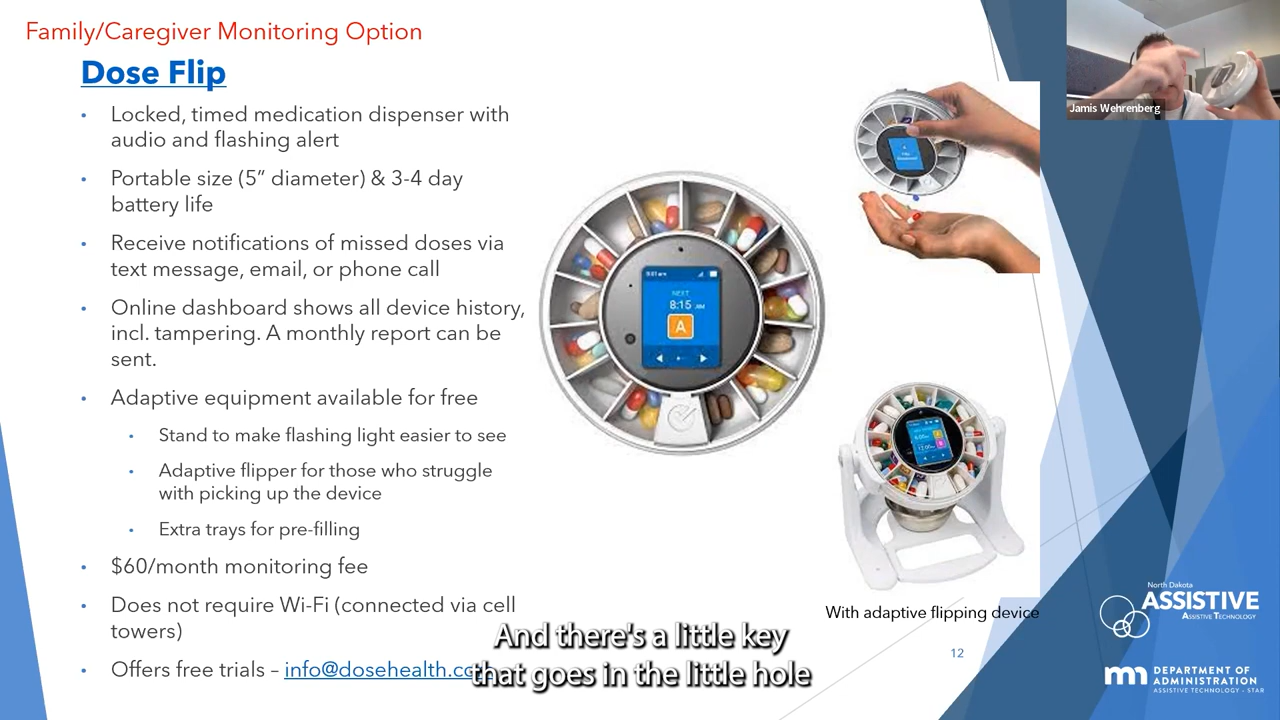 Family/Caregiver Monitoring Option
Dose Flip
• Locked, timed medication dispenser with
audio and flashing alert
• Portable size (5” diameter) & 3-4 day
battery life
• Receive notifications of missed doses via
text message, email, or phone call
• Online dashboard shows all device history,
incl. tampering. A monthly report can be
sent.
• Adaptive equipment available for free
• Stand to make flashing light easier to see
• Adaptive flipper for those who struggle
with picking up the device
• Extra trays for pre-filling
• $60/month monitoring fee
• Does not require Wi-Fi (connected via cell
towers)
• Offers free trials – info@dosehealth.co
NEXT
8:15 AM
A
With adaptive flipping device
Jamis Wehrenberg
12
North Dakota
ASSISTIVE
ASSISTIVE TECHNOLOGY
DEPARTMENT OF
ADMINISTRATION
ASSISTIVE TECHNOLOGY - STAR
And there's a little key
that goes in the little hole